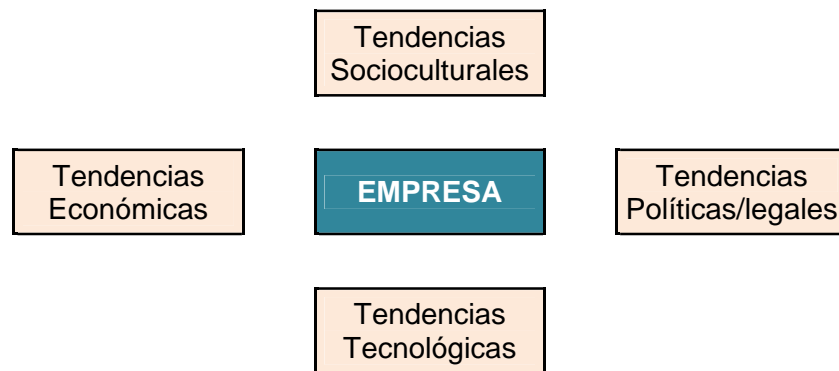 Tendencias
Socioculturales
Tendencias
Económicas
EMPRESA
Tendencias
Políticas/legales
Tendencias
Tecnológicas